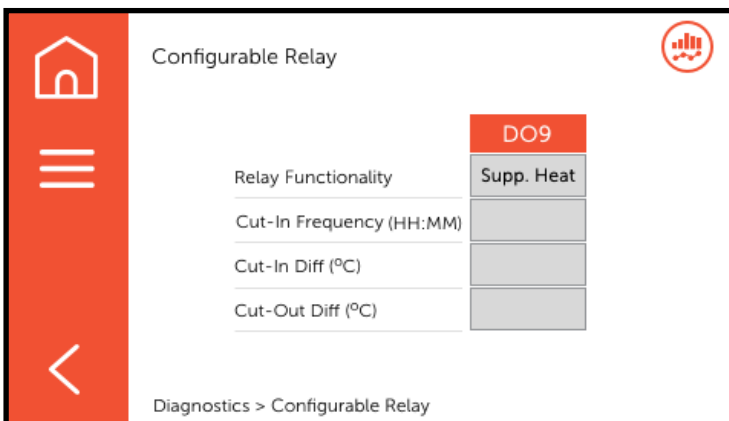 Configurable Relay
DO9
Relay Functionality Supp. Heat
Cut-In Frequency (HH:MM)
Cut-In Diff (ºC)
Cut-Out Diff (ºC)
Diagnostics > Configurable Relay